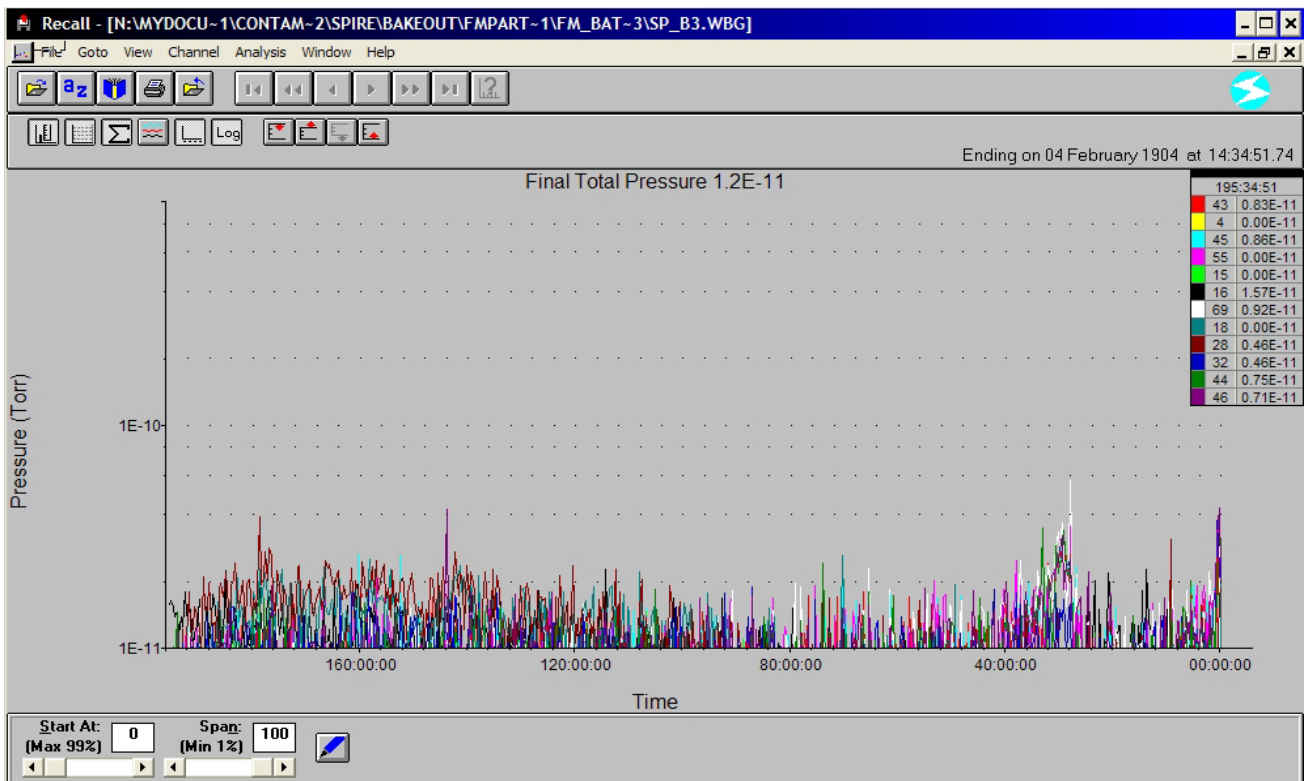 Recall - [N:\MYDOCU~1\CONTAM~2\SPIRE\BAKEOUT\FMPART~1\FM_BAT~3\SP_B3.WBG]
File Goto View Channel Analysis Window Help
az
Log
Ending on 04 February 1904 at 14:34:51.74
Final Total Pressure 1.2E-11
195:34:51
43 0.83E-11
4 0.00E-11
45 0.86E-11
55 0.00E-11
15 0.00E-11
16 1.57E-11
69 0.92E-11
18 0.00E-11
28 0.46E-11
32 0.46E-11
44 0.75E-11
46 0.71E-11
Pressure (Torr)
1E-10
1E-11
160:00:00 120:00:00 80:00:00 40:00:00 00:00:00
Time
Start At: 0 Span: 100
(Max 99%) (Min 1%)